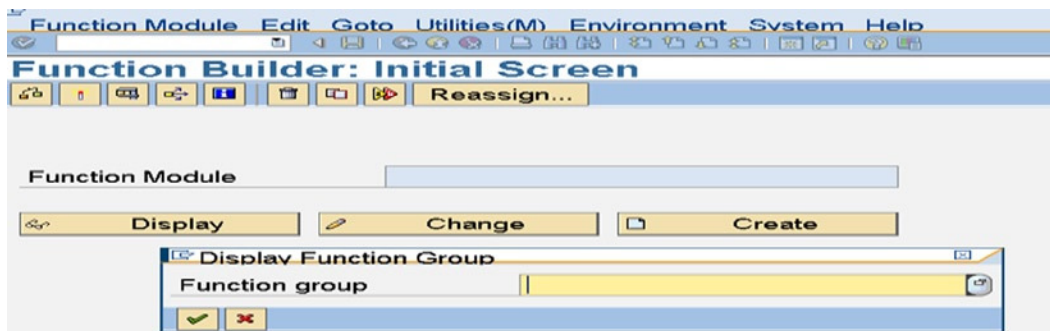 Function Module Edit Goto Utilities(M) Environment System Help
Function Builder: Initial Screen
Reassign...
Function Module
Display Change Create
Display Function Group
Function group